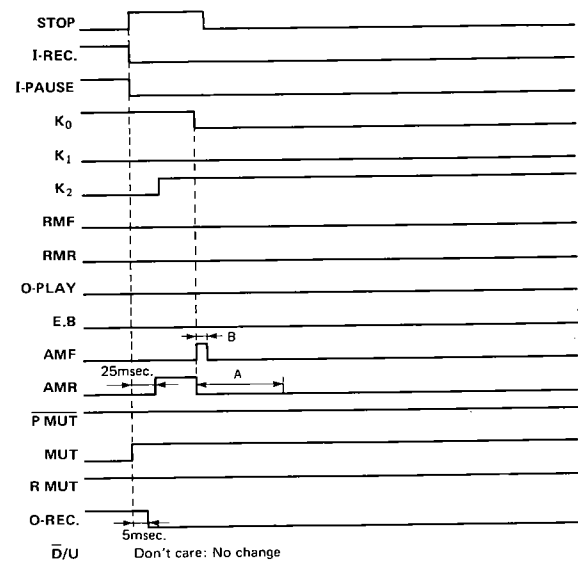 STOP
I-REC.
I-PAUSE
K₀
K₁
K₂
RMF
RMR
O-PLAY
E.B
B
AMF
25msec.
A
AMR
P MUT
MUT
R MUT
O-REC.
5msec.
D̅/U Don't care: No change